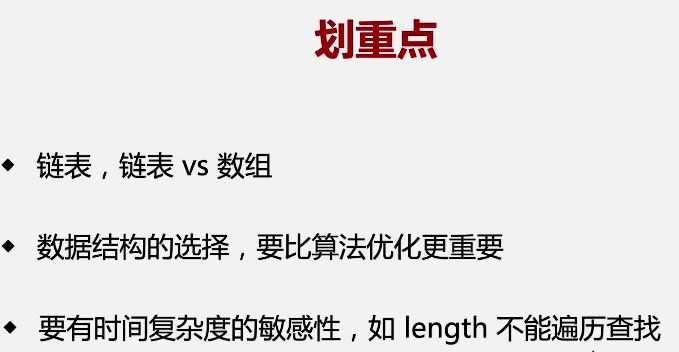 划重点
◆ 链表，链表 vs 数组
◆ 数据结构的选择，要比算法优化更重要
◆ 要有时间复杂度的敏感性，如 length 不能遍历查找